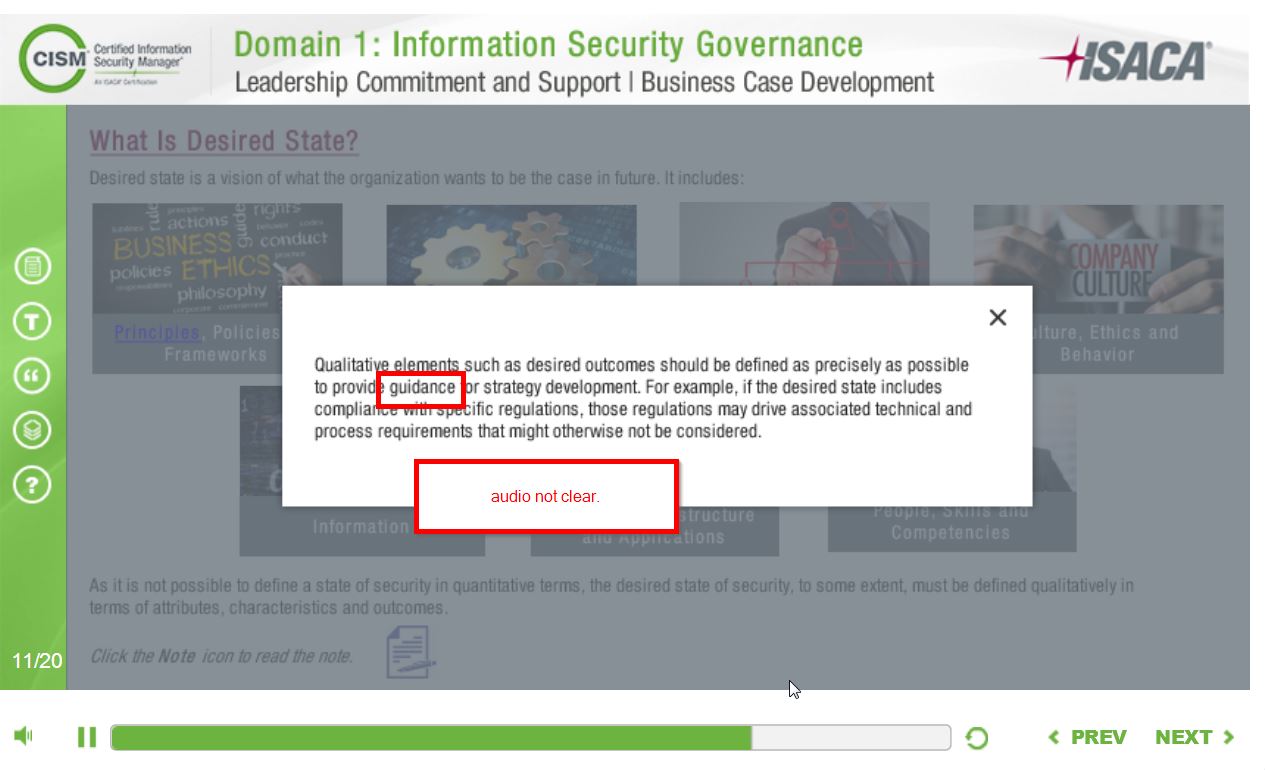 CISM
Certified Information
Security Manager
An ISACA Certification
Domain 1: Information Security Governance
Leadership Commitment and Support | Business Case Development
ISACA
What Is Desired State?
Desired state is a vision of what the organization wants to be the case in future. It includes:
rule principles rights
actions
guide
BUSINESS conduct
policies ETHICS
philosophy
COMPANY
CULTURE
Principles, Policies
Frameworks
Culture, Ethics and
Behavior
Qualitative elements such as desired outcomes should be defined as precisely as possible
to provide guidance for strategy development. For example, if the desired state includes
compliance with specific regulations, those regulations may drive associated technical and
process requirements that might otherwise not be considered.
audio not clear.
Information
structure
and Applications
People, Skills and
Competencies
As it is not possible to define a state of security in quantitative terms, the desired state of security, to some extent, must be defined qualitatively in
terms of attributes, characteristics and outcomes.
Click the Note icon to read the note.
T
?
11/20
PREV
NEXT